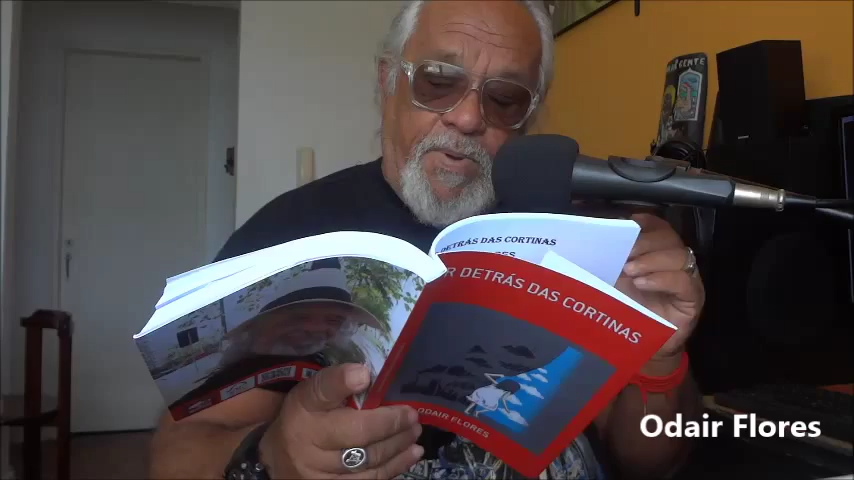 DETRÁS DAS CORTINAS
R DETRÁS DAS CORTINAS
ODAIR FLORES
Odair Flores